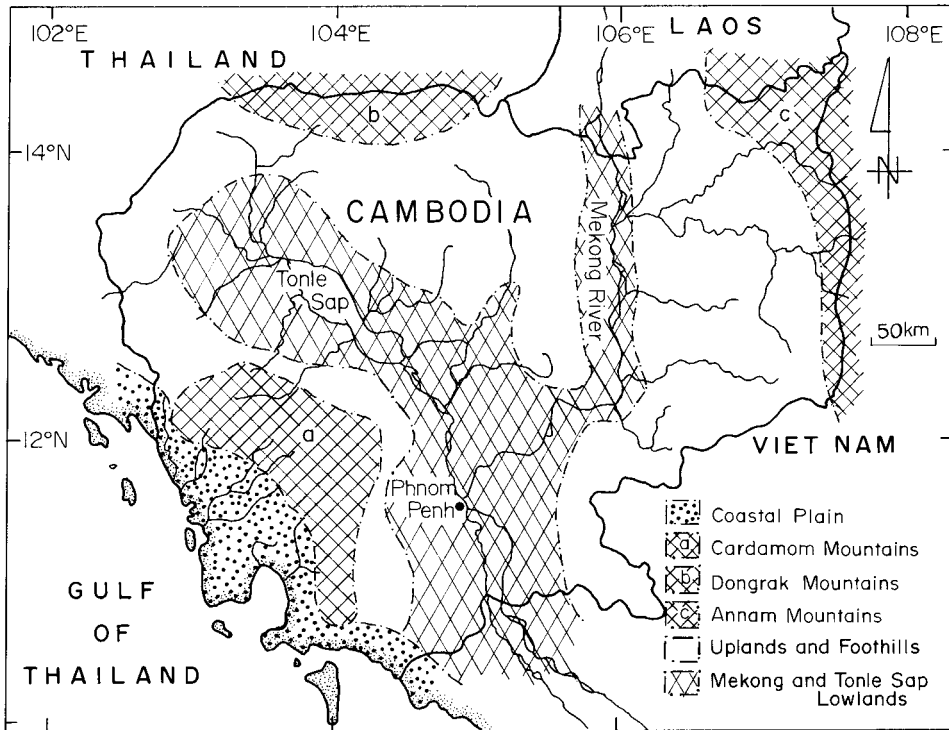 102°E
104°E
106°E
108°E
LAOS
THAILAND
b
c
14°N
N
CAMBODIA
Mekong River
Tonle
Sap
50km
a
12°N
VIET NAM
Phnom
Penh
GULF
OF
THAILAND
Coastal Plain
a Cardamom Mountains
b Dongrak Mountains
c Annam Mountains
Uplands and Foothills
Mekong and Tonle Sap
Lowlands